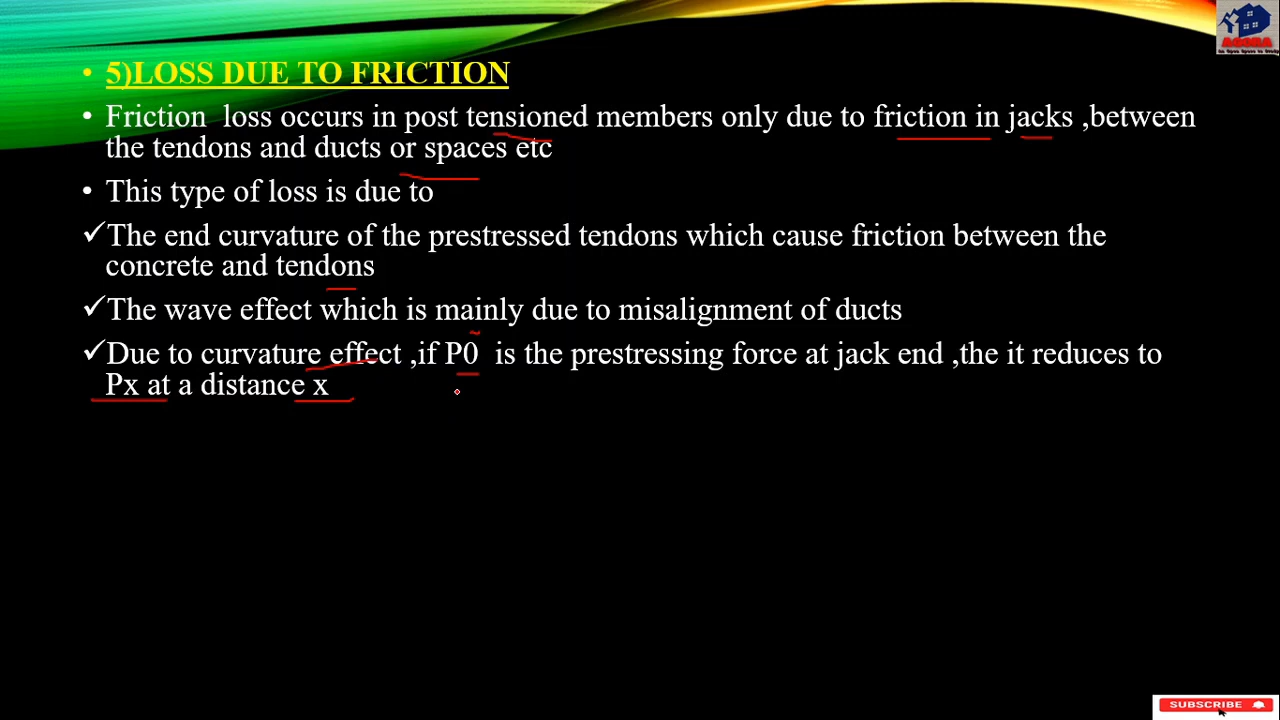 5)LOSS DUE TO FRICTION
Friction loss occurs in post tensioned members only due to friction in jacks ,between
the tendons and ducts or spaces etc
This type of loss is due to
The end curvature of the prestressed tendons which cause friction between the
concrete and tendons
The wave effect which is mainly due to misalignment of ducts
Due to curvature effect ,if P0 is the prestressing force at jack end ,the it reduces to
Px at a distance x
SUBSCRIBE